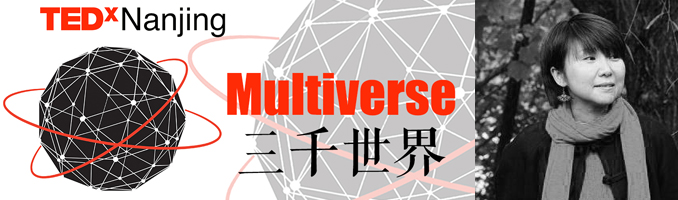 TEDxNanjing
Multiverse
三千世界